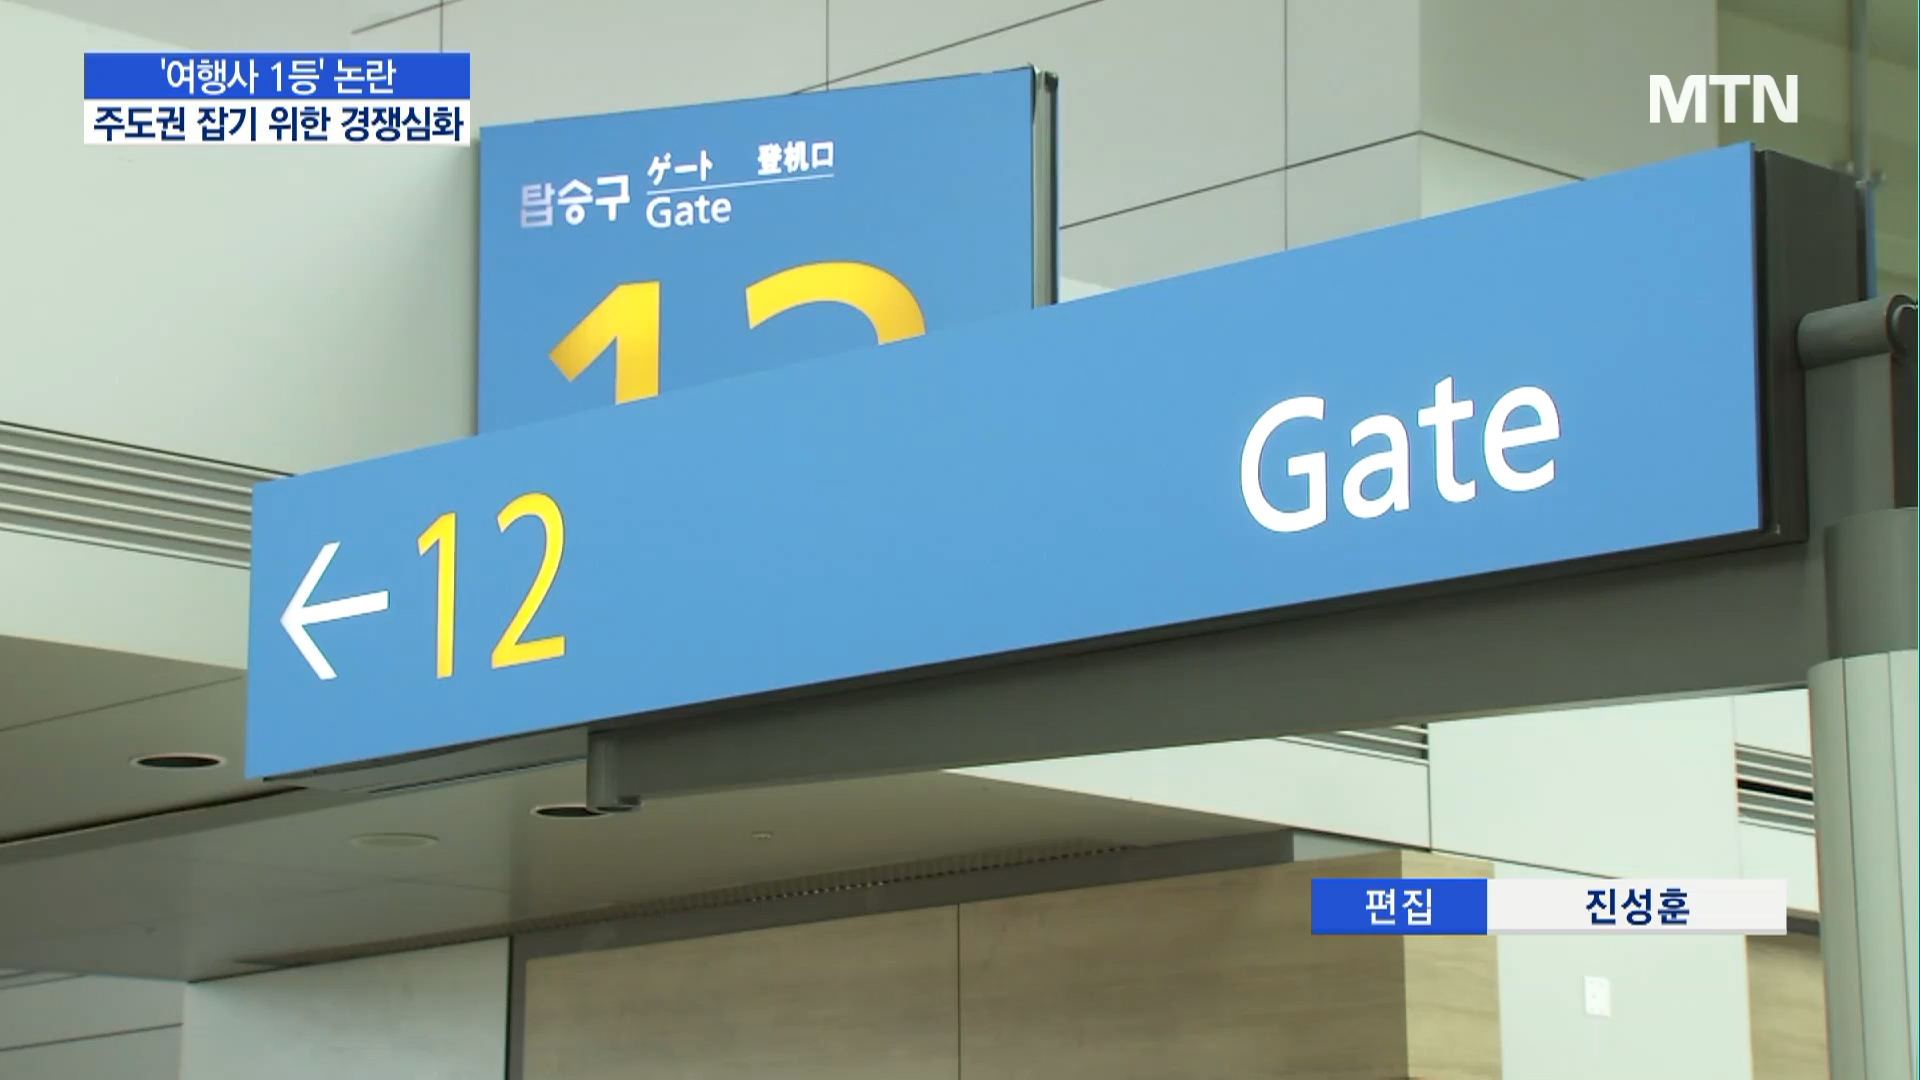 '여행사 1등' 논란
주도권 잡기 위한 경쟁심화
MTN
탑승구 ゲート 登机口
Gate
12
← 12 Gate
편집 진성훈